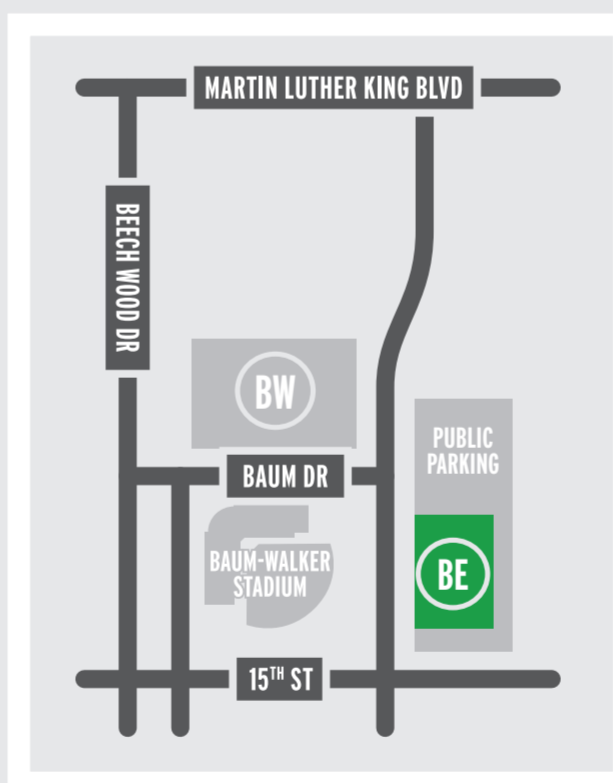 MARTIN LUTHER KING BLVD
BEECH WOOD DR
BW
PUBLIC
PARKING
BAUM DR
BAUM-WALKER
STADIUM
BE
15TH ST